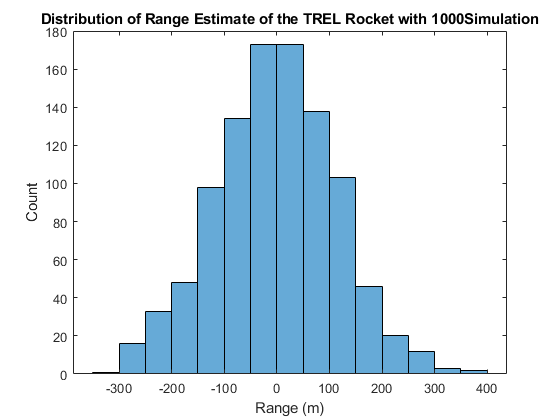 Distribution of Range Estimate of the TREL Rocket with 1000Simulation
180
160
140
120
100
80
60
40
20
0
Count
-300 -200 -100 0 100 200 300 400
Range (m)